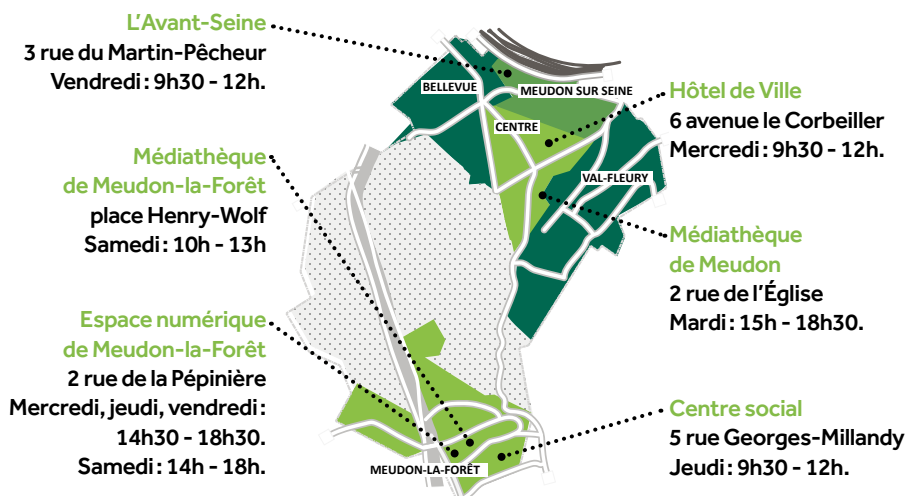 L'Avant-Seine
3 rue du Martin-Pêcheur
Vendredi : 9h30 - 12h.
Médiathèque
de Meudon-la-Forêt
place Henry-Wolf
Samedi : 10h - 13h
Espace numérique
de Meudon-la-Forêt
2 rue de la Pépinière
Mercredi, jeudi, vendredi :
14h30 - 18h30.
Samedi : 14h - 18h.
BELLEVUE
MEUDON SUR SEINE
CENTRE
VAL-FLEURY
MEUDON-LA-FORÊT
Hôtel de Ville
6 avenue le Corbeiller
Mercredi : 9h30 - 12h.
Médiathèque
de Meudon
2 rue de l'Église
Mardi : 15h - 18h30.
Centre social
5 rue Georges-Millandy
Jeudi : 9h30 - 12h.